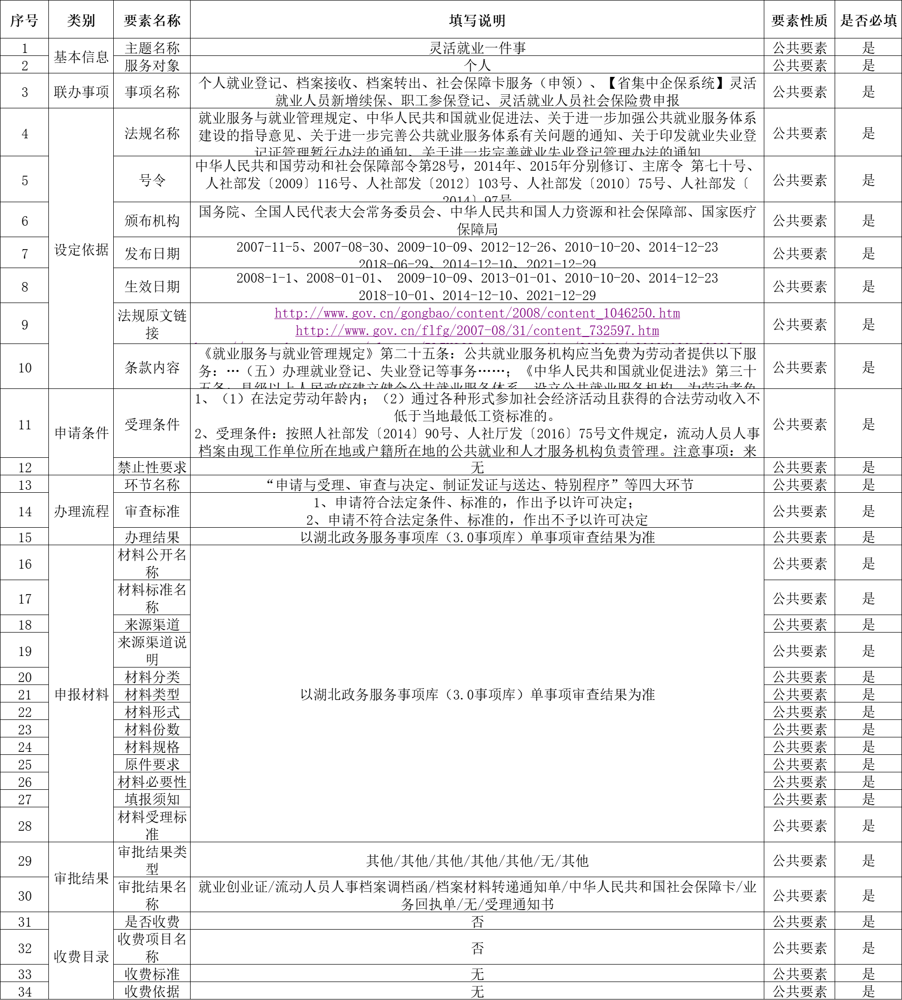 序号 类别 要素名称 填写说明 要素性质 是否必填
1 基本信息 主题名称 灵活就业一件事 公共要素 是
2 服务对象 个人 公共要素 是
3 联办事项 事项名称 个人就业登记、档案接收、档案转出、社会保障卡服务（申领）、【省集中企保系统】灵活
就业人员新增续保、职工参保登记、灵活就业人员社会保险费申报 公共要素 是
4 设定依据 法规名称 就业服务与就业管理规定、中华人民共和国就业促进法、关于进一步加强公共就业服务体系
建设的指导意见、关于进一步完善公共就业服务体系有关问题的通知、关于印发就业失业登
记证管理暂行办法的通知、关于进一步完善就业失业登记管理办法的通知 公共要素 是
5 号令 中华人民共和国劳动和社会保障部令第28号，2014年、2015年分别修订、主席令 第七十号、
人社部发〔2009〕116号、人社部发〔2012〕103号、人社部发〔2010〕75号、人社部发〔
2014〕97号 公共要素 是
6 颁布机构 国务院、全国人民代表大会常务委员会、中华人民共和国人力资源和社会保障部、国家医疗
保障局 公共要素 是
7 发布日期 2007-11-5、2007-08-30、2009-10-09、2012-12-26、2010-10-20、2014-12-23
2018-06-29、2014-12-10、2021-12-29 公共要素 是
8 生效日期 2008-1-1、2008-01-01、 2009-10-09、2013-01-01、2010-10-20、2014-12-23
2018-10-01、2014-12-10、2021-12-29 公共要素 是
9 法规原文链
接 http://www.gov.cn/gongbao/content/2008/content_1046250.htm
http://www.gov.cn/flfg/2007-08/31/content_732597.htm 公共要素 是
10 条款内容 《就业服务与就业管理规定》第二十五条：公共就业服务机构应当免费为劳动者提供以下服
务：…（五）办理就业登记、失业登记等事务……；《中华人民共和国就业促进法》第三十
五条：县级以上人民政府建立健全公共就业服务体系，设立公共就业服务机构，为劳动者免 公共要素 是
11 申请条件 受理条件 1、（1）在法定劳动年龄内；（2）通过各种形式参加社会经济活动且获得的合法劳动收入不
低于当地最低工资标准的。
2、受理条件：按照人社部发〔2014〕90号、人社厅发〔2016〕75号文件规定，流动人员人事
档案由现工作单位所在地或户籍所在地的公共就业和人才服务机构负责管理。注意事项：来 公共要素 是
12 禁止性要求 无 公共要素 是
13 办理流程 环节名称 “申请与受理、审查与决定、制证发证与送达、特别程序”等四大环节 公共要素 是
14 审查标准 1、申请符合法定条件、标准的，作出予以许可决定；
2、申请不符合法定条件、标准的，作出不予以许可决定 公共要素 是
15 办理结果 以湖北政务服务事项库（3.0事项库）单事项审查结果为准 公共要素 是
16 申报材料 材料公开名
称 以湖北政务服务事项库（3.0事项库）单事项审查结果为准 公共要素 是
17 材料标准名
称 公共要素 是
18 来源渠道 公共要素 是
19 来源渠道说
明 公共要素 是
20 材料分类 公共要素 是
21 材料类型 公共要素 是
22 材料形式 公共要素 是
23 材料份数 公共要素 是
24 材料规格 公共要素 是
25 原件要求 公共要素 是
26 材料必要性 公共要素 是
27 填报须知 公共要素 是
28 材料受理标
准 公共要素 是
29 审批结果 审批结果类
型 其他/其他/其他/其他/其他/无/其他 公共要素 是
30 审批结果名
称 就业创业证/流动人员人事档案调档函/档案材料转递通知单/中华人民共和国社会保障卡/业
务回执单/无/受理通知书 公共要素 是
31 收费目录 是否收费 否 公共要素 是
32 收费项目名
称 否 公共要素 是
33 收费标准 无 公共要素 是
34 收费依据 无 公共要素 是